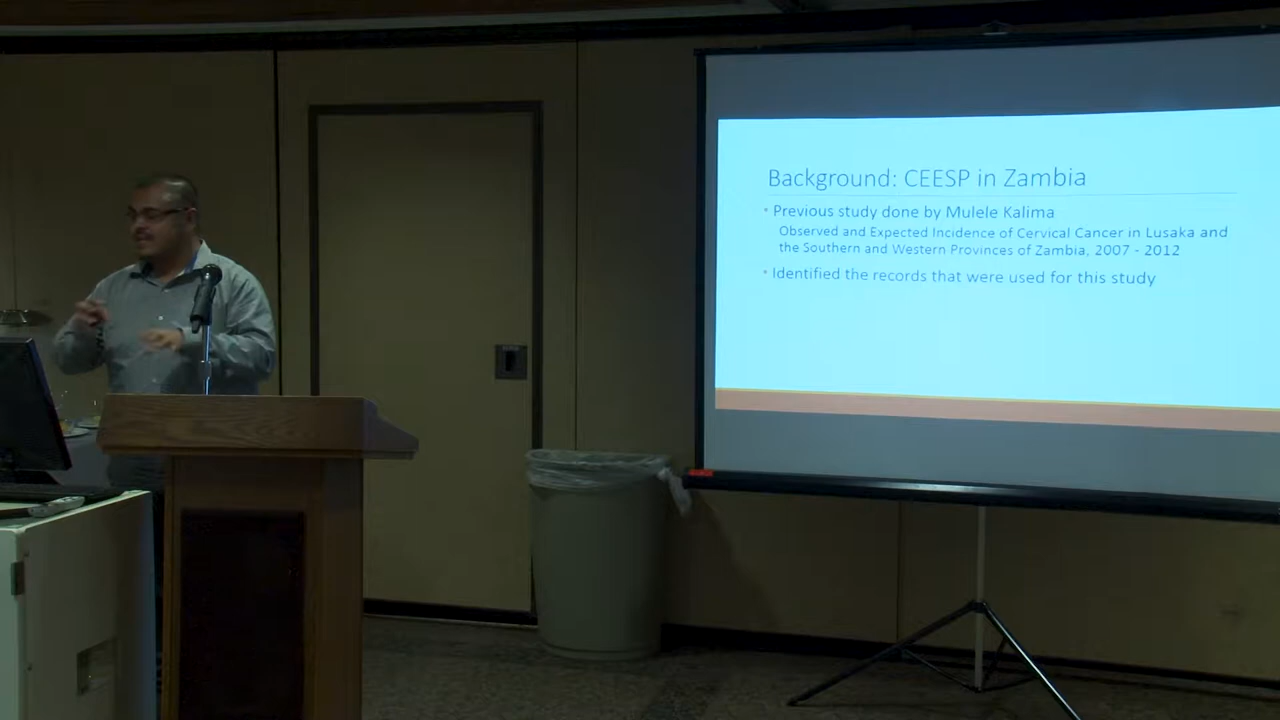 Background: CEESP in Zambia
• Previous study done by Mulele Kalima
Observed and Expected Incidence of Cervical Cancer in Lusaka and
the Southern and Western Provinces of Zambia, 2007 - 2012
• Identified the records that were used for this study